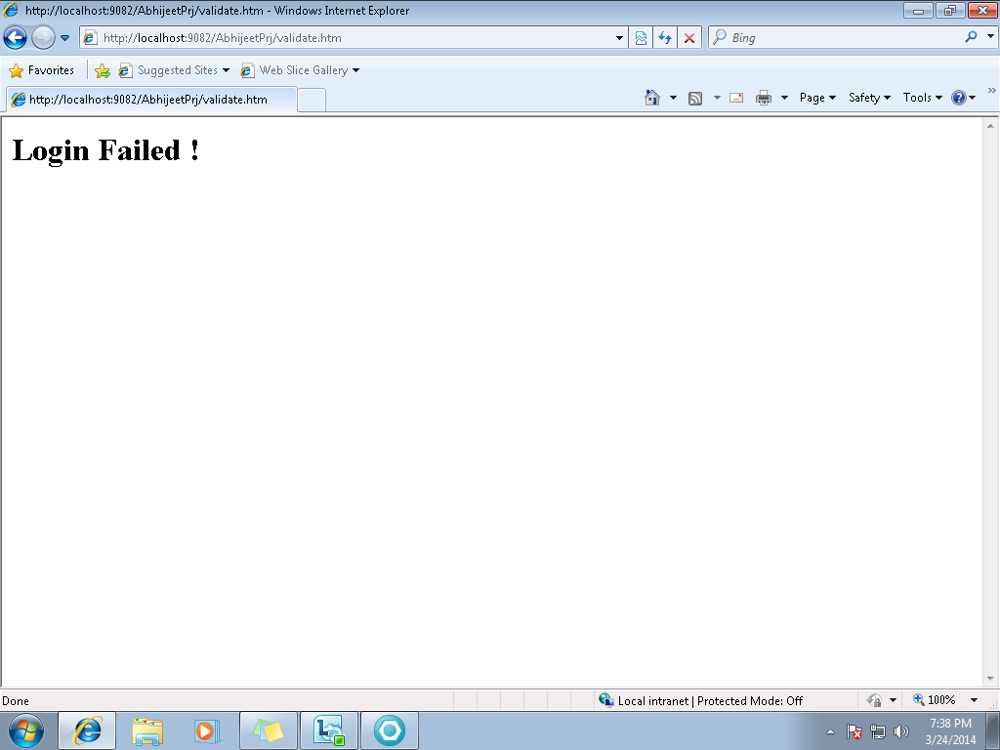 http://localhost:9082/AbhijeetPrj/validate.htm - Windows Internet Explorer
http://localhost:9082/AbhijeetPrj/validate.htm
Bing
Favorites
Suggested Sites
Web Slice Gallery
http://localhost:9082/AbhijeetPrj/validate.htm
Page
Safety
Tools
Login Failed !
Done
Local intranet | Protected Mode: Off
100%
7:38 PM
3/24/2014